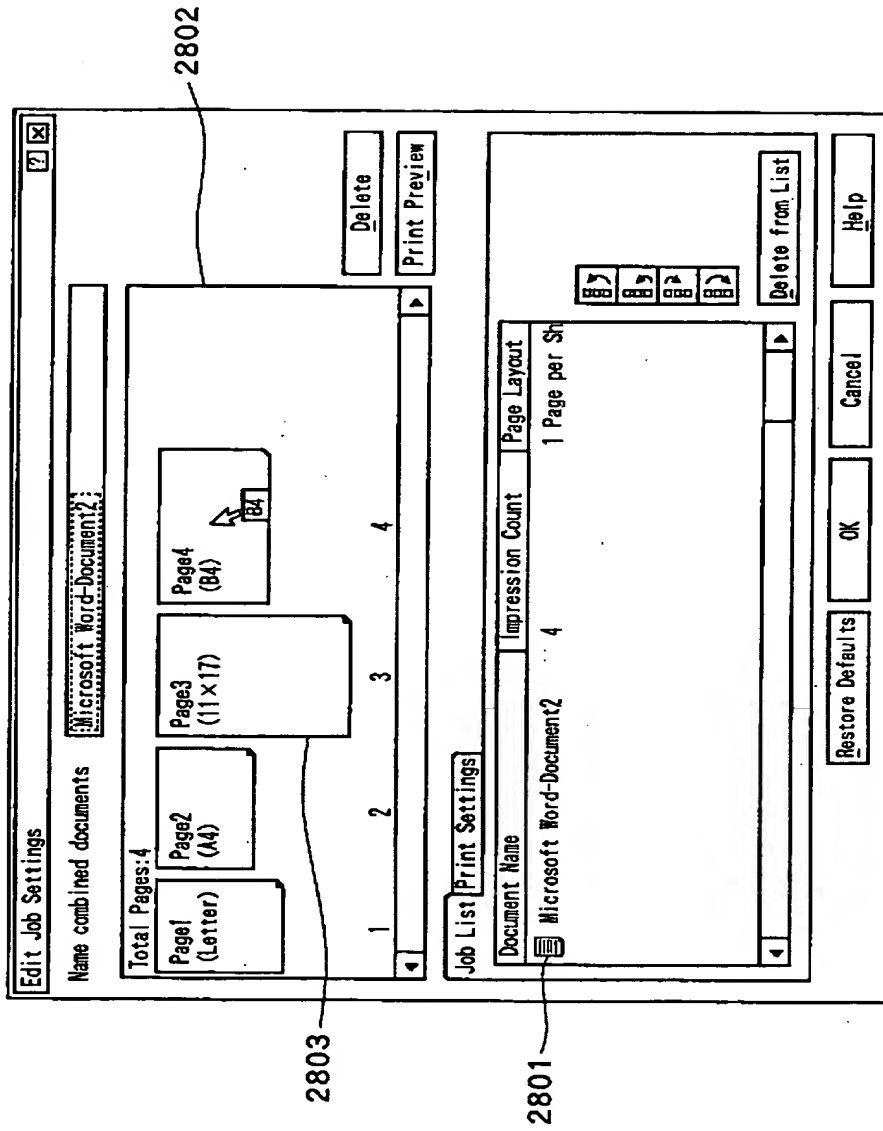 Edit Job Settings
? X
Name combined documents
Microsoft Word-Document2
2802
Total Pages:4
Page1
(Letter)
Page2
(A4)
Page3
(11×17)
Page4
(B4)
B4
1
2
3
4
Delete
Print Preview
2803
Job List
Print Settings
Document Name
Impression Count
Page Layout
Microsoft Word-Document2
4
1 Page per Sh
2801
Delete from List
Restore Defaults
OK
Cancel
Help